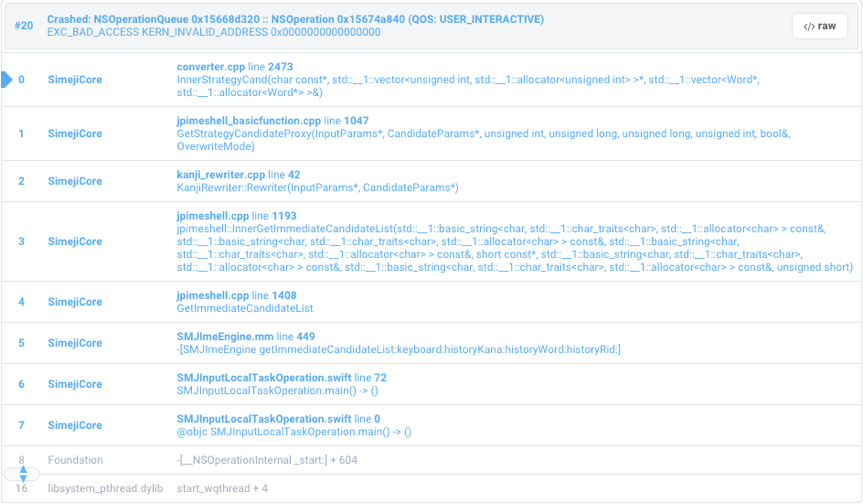 #20 Crashed: NSOperationQueue 0x15668d320 :: NSOperation 0x15674a840 (QOS: USER_INTERACTIVE)
EXC_BAD_ACCESS KERN_INVALID_ADDRESS 0x0000000000000000
</> raw
converter.cpp line 2473
0 SimejiCore InnerStrategyCand(char const*, std::__1::vector<unsigned int, std::__1::allocator<unsigned int> >*, std::__1::vector<Word*,
std::__1::allocator<Word*> >&)
jpimeshell_basicfunction.cpp line 1047
1 SimejiCore GetStrategyCandidateProxy(InputParams*, CandidateParams*, unsigned int, unsigned long, unsigned long, unsigned int, bool&,
OverwriteMode)
kanji_rewriter.cpp line 42
2 SimejiCore KanjiRewriter::Rewriter(InputParams*, CandidateParams*)
jpimeshell.cpp line 1193
jpimeshell::InnerGetImmediateCandidateList(std::__1::basic_string<char, std::__1::char_traits<char>, std::__1::allocator<char> > const&,
3 SimejiCore std::__1::basic_string<char, std::__1::char_traits<char>, std::__1::allocator<char> > const&, std::__1::basic_string<char,
std::__1::char_traits<char>, std::__1::allocator<char> > const&, short const*, std::__1::basic_string<char, std::__1::char_traits<char>,
std::__1::allocator<char> > const&, std::__1::basic_string<char, std::__1::char_traits<char>, std::__1::allocator<char> > const&, unsigned short)
jpimeshell.cpp line 1408
4 SimejiCore GetImmediateCandidateList
SMJImeEngine.mm line 449
5 SimejiCore -[SMJImeEngine getImmediateCandidateList:keyboard:historyKana:historyWord:historyRid:]
SMJInputLocalTaskOperation.swift line 72
6 SimejiCore SMJInputLocalTaskOperation.main() -> ()
SMJInputLocalTaskOperation.swift line 0
7 SimejiCore @objc SMJInputLocalTaskOperation.main() -> ()
8 Foundation -[__NSOperationInternal _start:] + 604
16 libsystem_pthread.dylib start_wqthread + 4